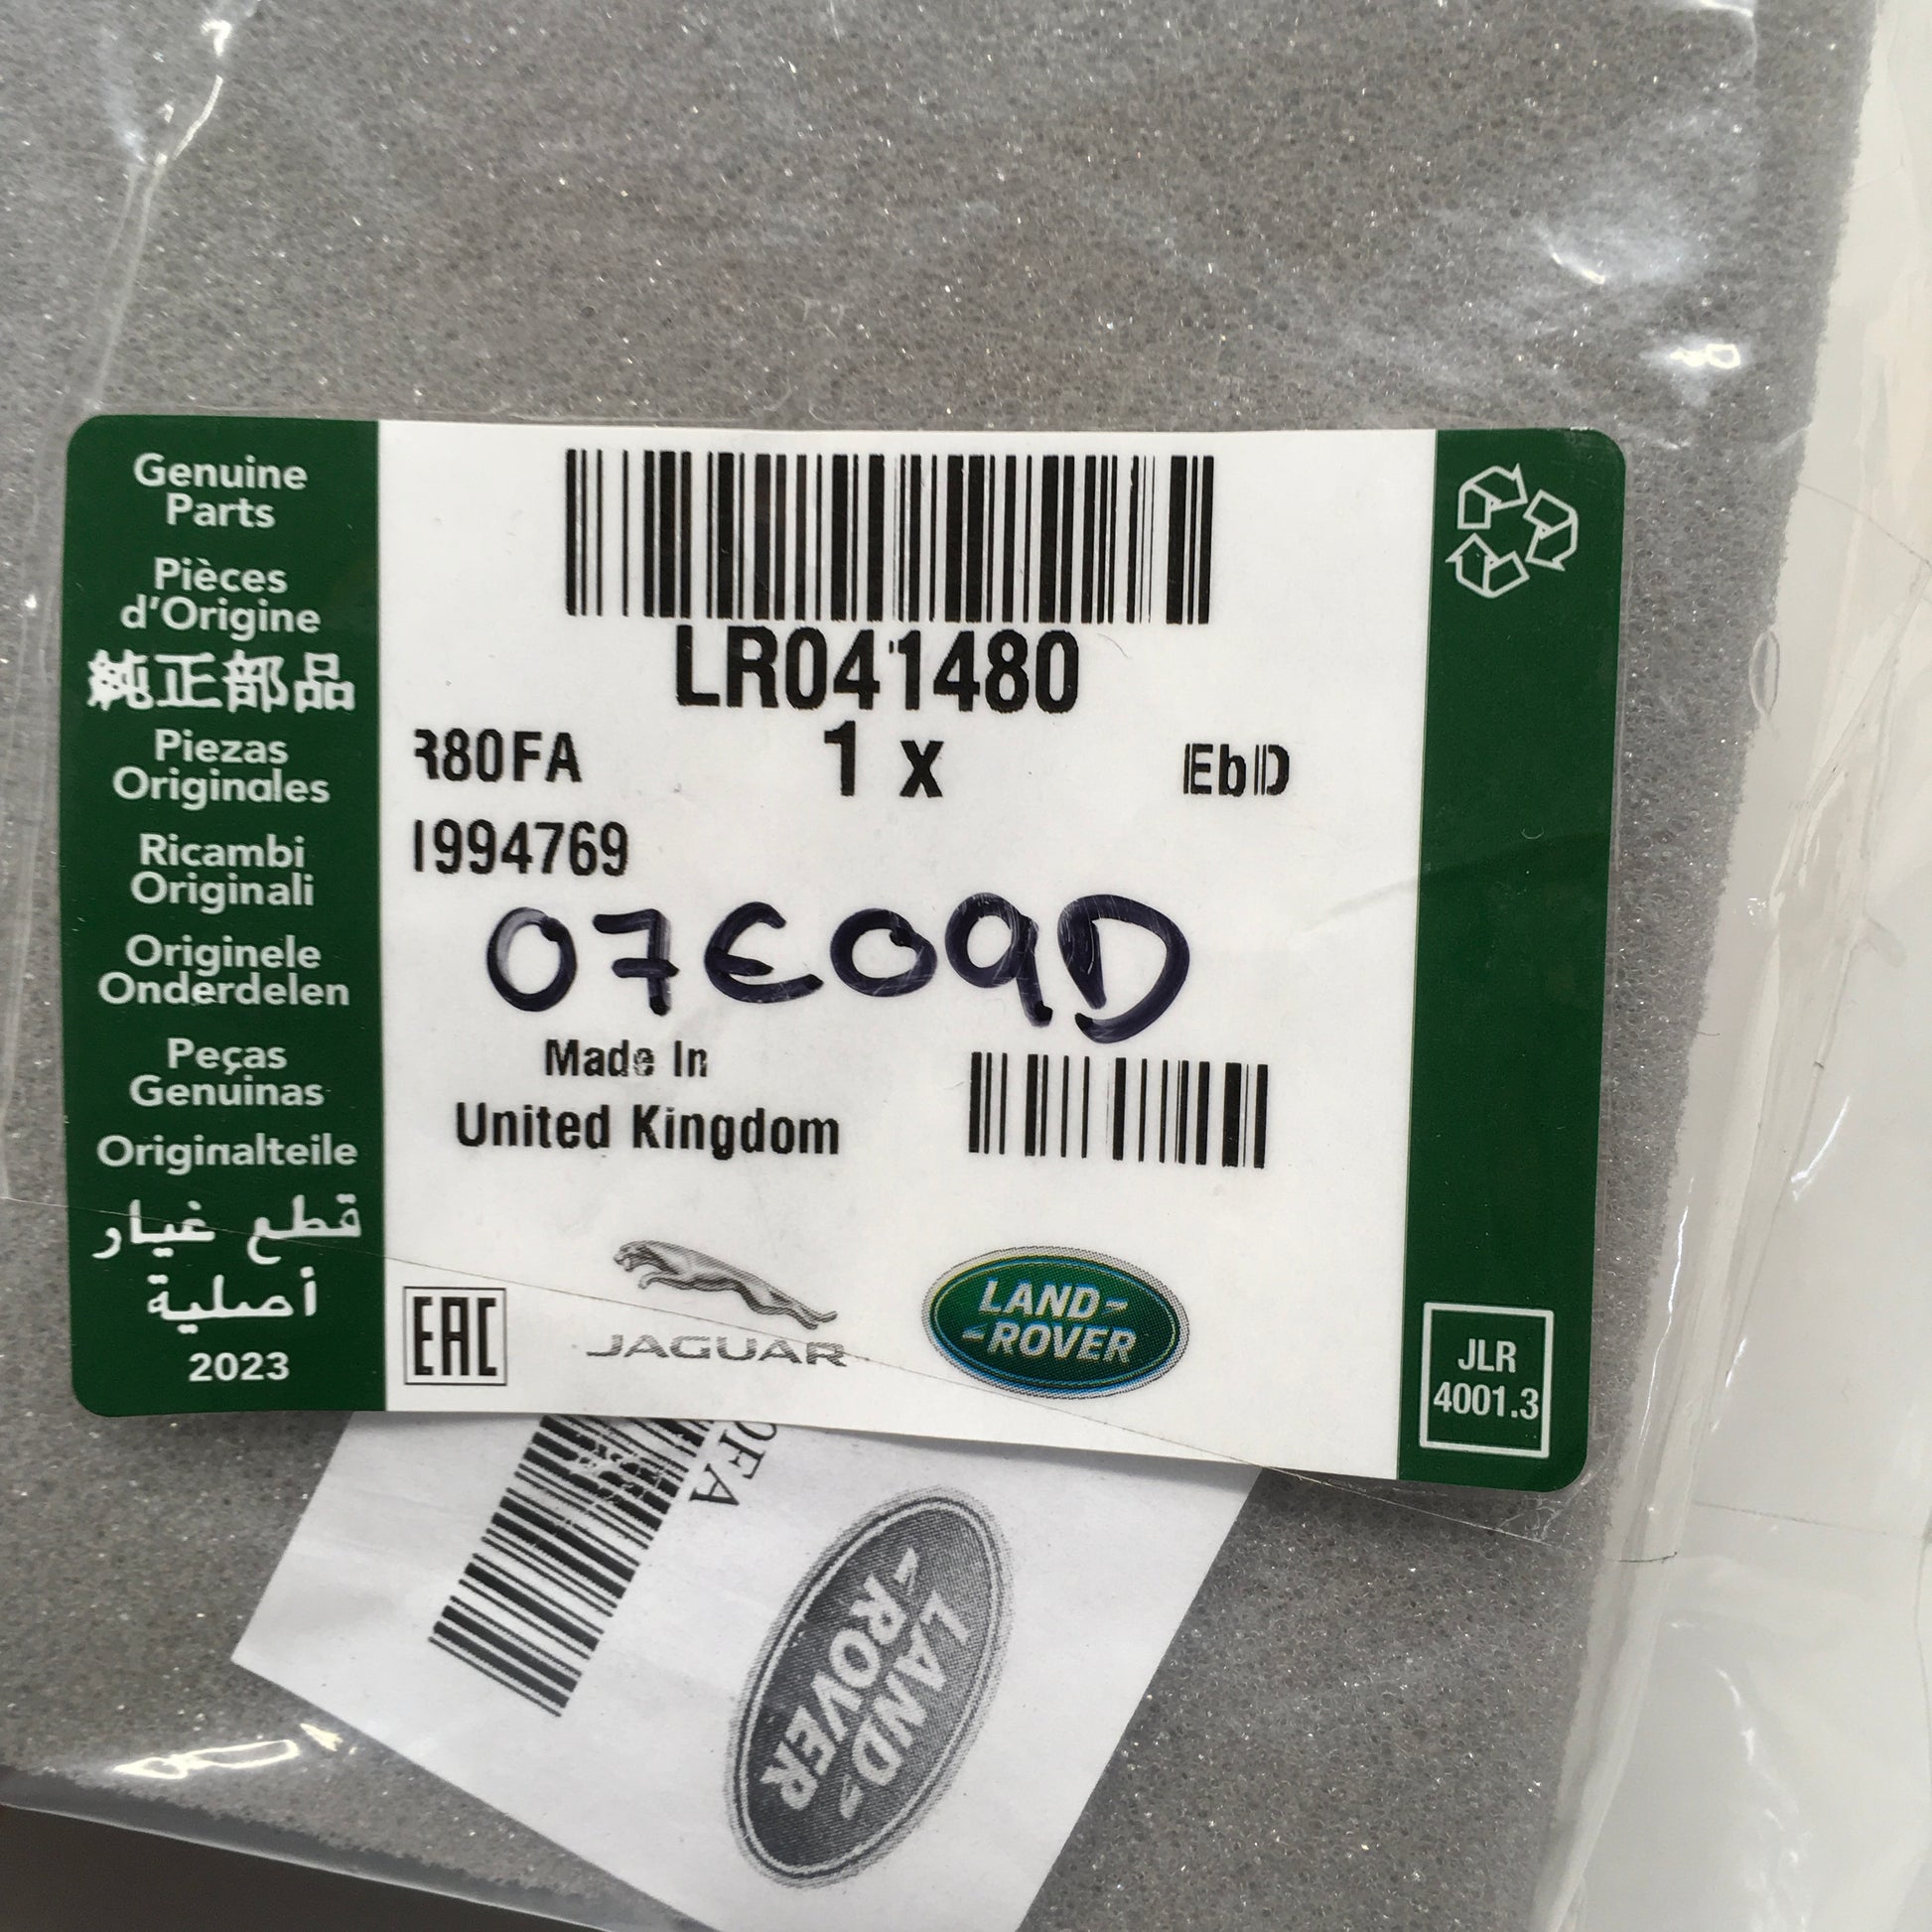 Genuine
Parts
Pièces
d'Origine
純正部品
Piezas
Originales
Ricambi
Originali
Originele
Onderdelen
Peças
Genuinas
Originalteile
قطع غيار
أصلية
2023
LR041480
R80FA
1 x
EbD
1994769
07E09D
Made In
United Kingdom
EAC
JAGUAR
LAND-
-ROVER
JLR
4001.3
0FA
LAND-
-ROVER